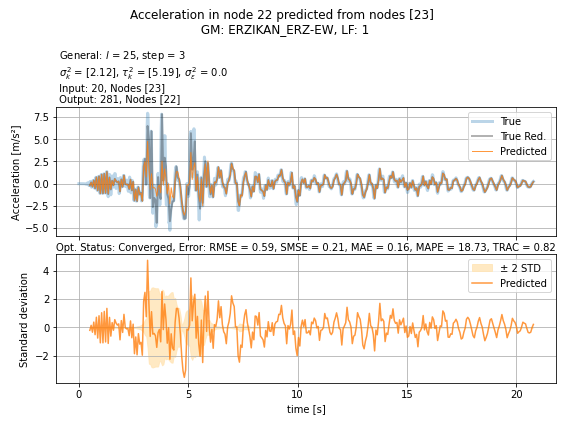 Acceleration in node 22 predicted from nodes [23]
GM: ERZIKAN_ERZ-EW, LF: 1
General: l = 25, step = 3
σ²ₖ = [2.12], τ²ₖ = [5.19], σ²ε = 0.0
Input: 20, Nodes [23]
Output: 281, Nodes [22]
7.5
5.0
2.5
0.0
−2.5
−5.0
Acceleration [m/s²]
True
True Red.
Predicted
Opt. Status: Converged, Error: RMSE = 0.59, SMSE = 0.21, MAE = 0.16, MAPE = 18.73, TRAC = 0.82
4
2
0
−2
Standard deviation
± 2 STD
Predicted
0 5 10 15 20
time [s]